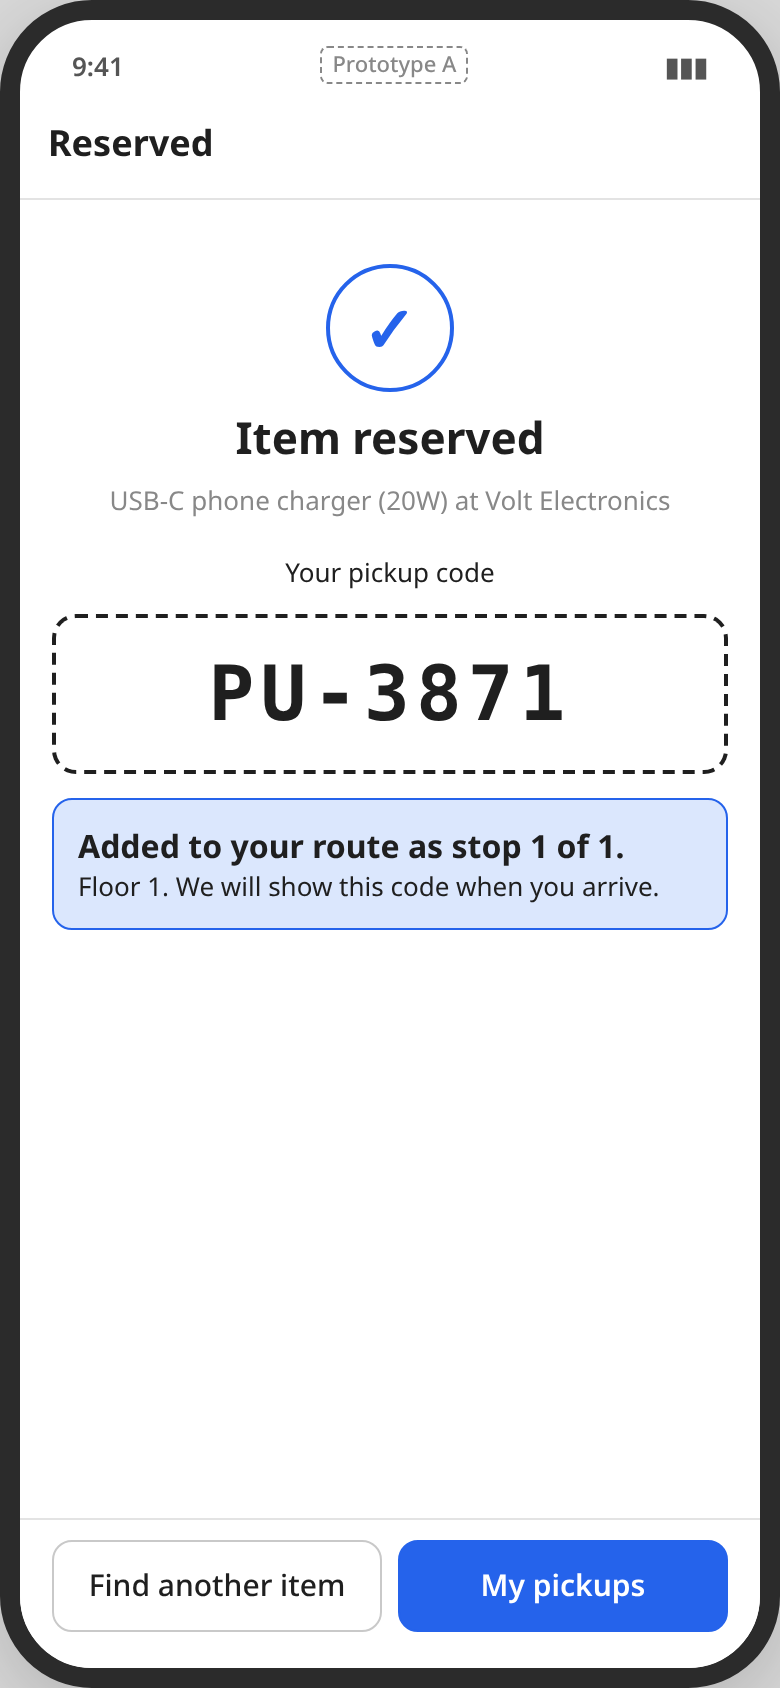 9:41
Prototype A
Reserved
✓
Item reserved
USB-C phone charger (20W) at Volt Electronics
Your pickup code
PU-3871
Added to your route as stop 1 of 1.
Floor 1. We will show this code when you arrive.
Find another item
My pickups